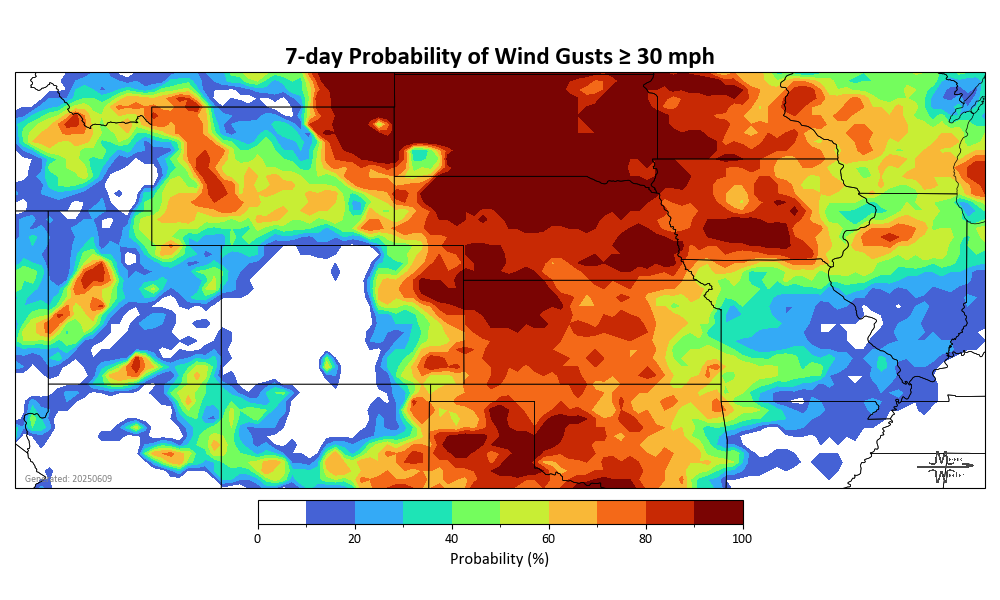 7-day Probability of Wind Gusts ≥ 30 mph
Generated: 20250609
0 20 40 60 80 100
Probability (%)